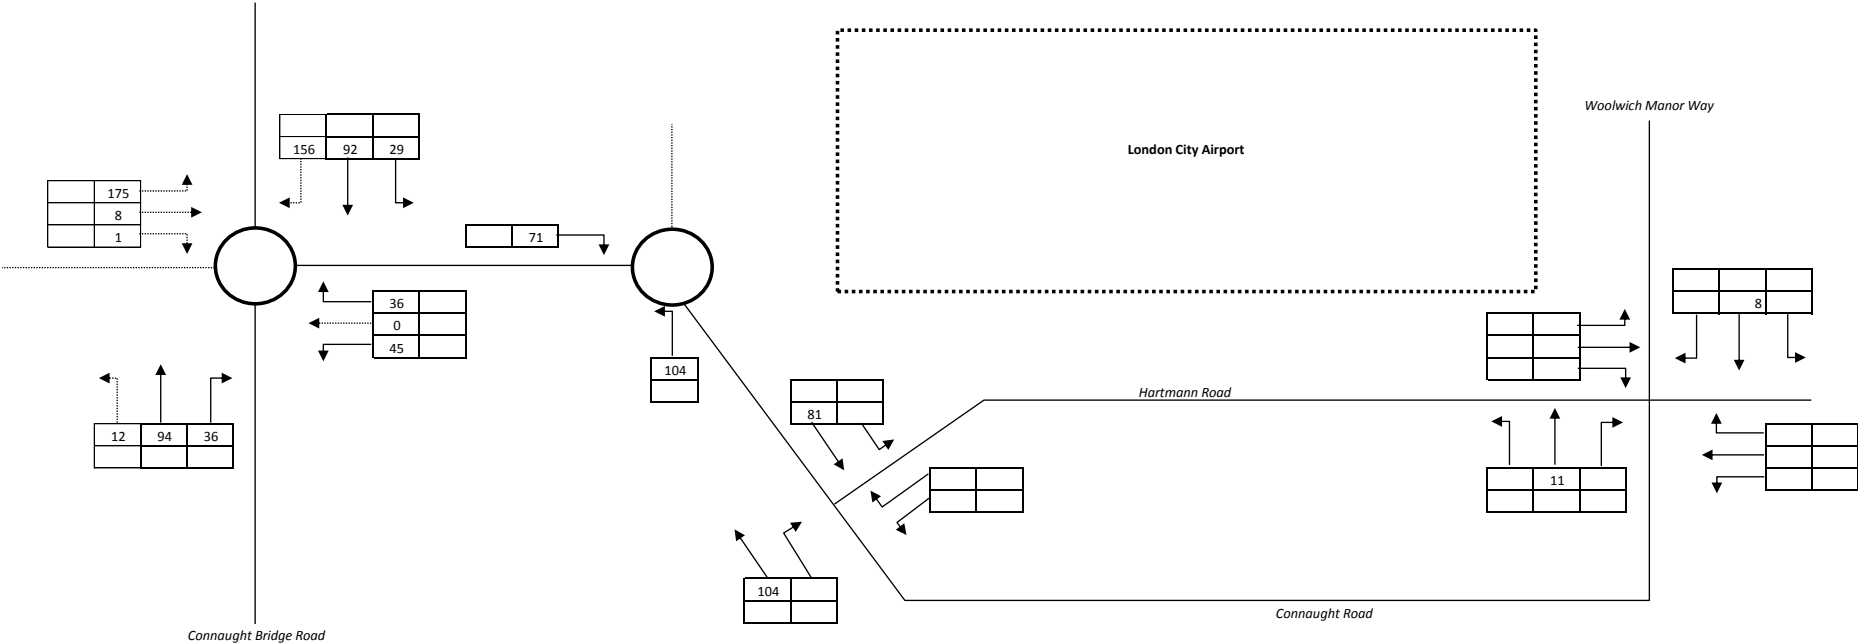 Woolwich Manor Way
156 92 29
London City Airport
175
8
1
71
8
36
0
45
104
Hartmann Road
81
12 94 36
11
104
Connaught Road
Connaught Bridge Road